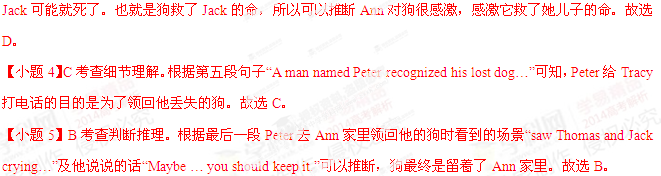 Jack 可能就死了。也就是狗救了 Jack 的命，所以可以推断 Ann 对狗很感激，感激它救了她儿子的命。故选
D。
【小题 4】C 考查细节理解。根据第五段句子“A man named Peter recognized his lost dog…”可知，Peter 给 Tracy
打电话的目的是为了领回他丢失的狗。故选 C。
【小题 5】B 考查判断推理。根据最后一段 Peter 去 Ann 家里领回他的狗时看到的场景“saw Thomas and Jack
crying…”及他说说的话“Maybe … you should keep it.”可以推断，狗最终是留着了 Ann 家里。故选 B。